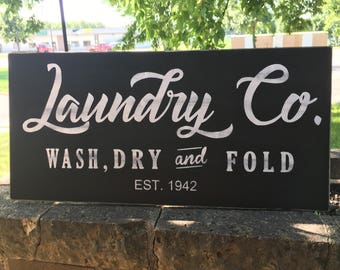 Laundry Co.
WASH, DRY and FOLD
EST. 1942